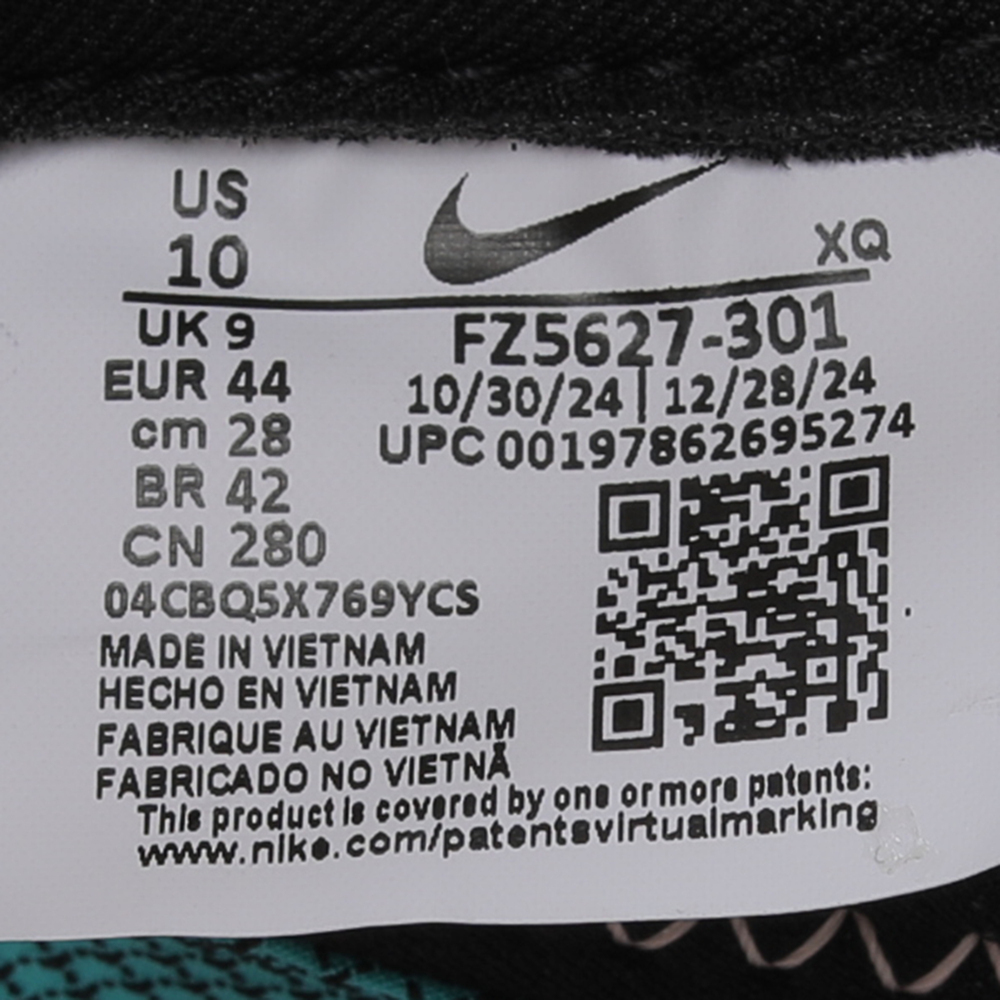 US
10
XQ
UK 9
EUR 44
cm 28
BR 42
CN 280
FZ5627-301
10/30/24 | 12/28/24
UPC 00197862695274
04CBQ5X769YCS
MADE IN VIETNAM
HECHO EN VIETNAM
FABRIQUE AU VIETNAM
FABRICADO NO VIETNÃ
This product is covered by one or more patents:
www.nike.com/patentsvirtualmarking